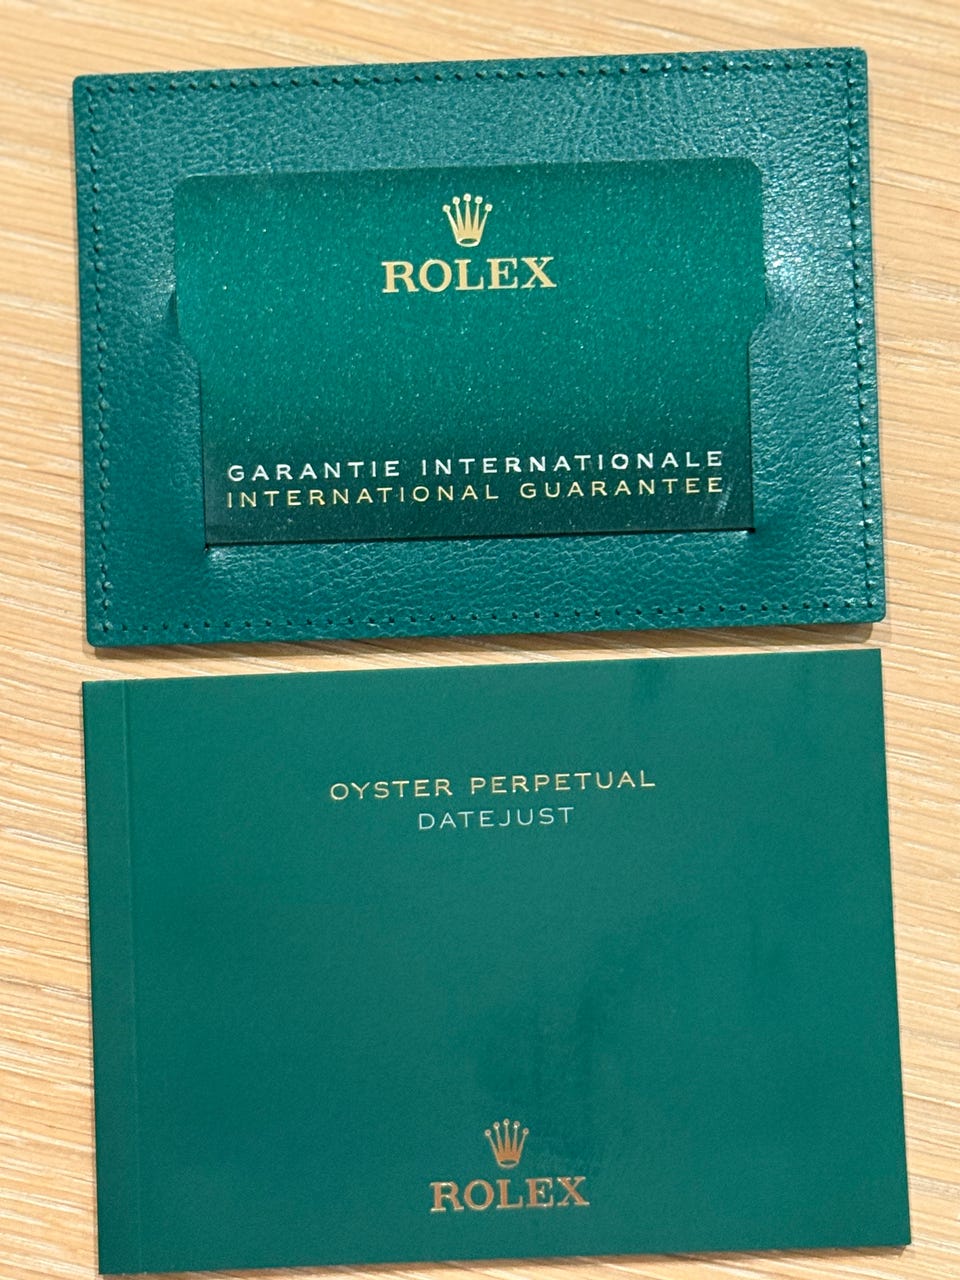 ROLEX
GARANTIE INTERNATIONALE
INTERNATIONAL GUARANTEE
OYSTER PERPETUAL
DATEJUST
ROLEX